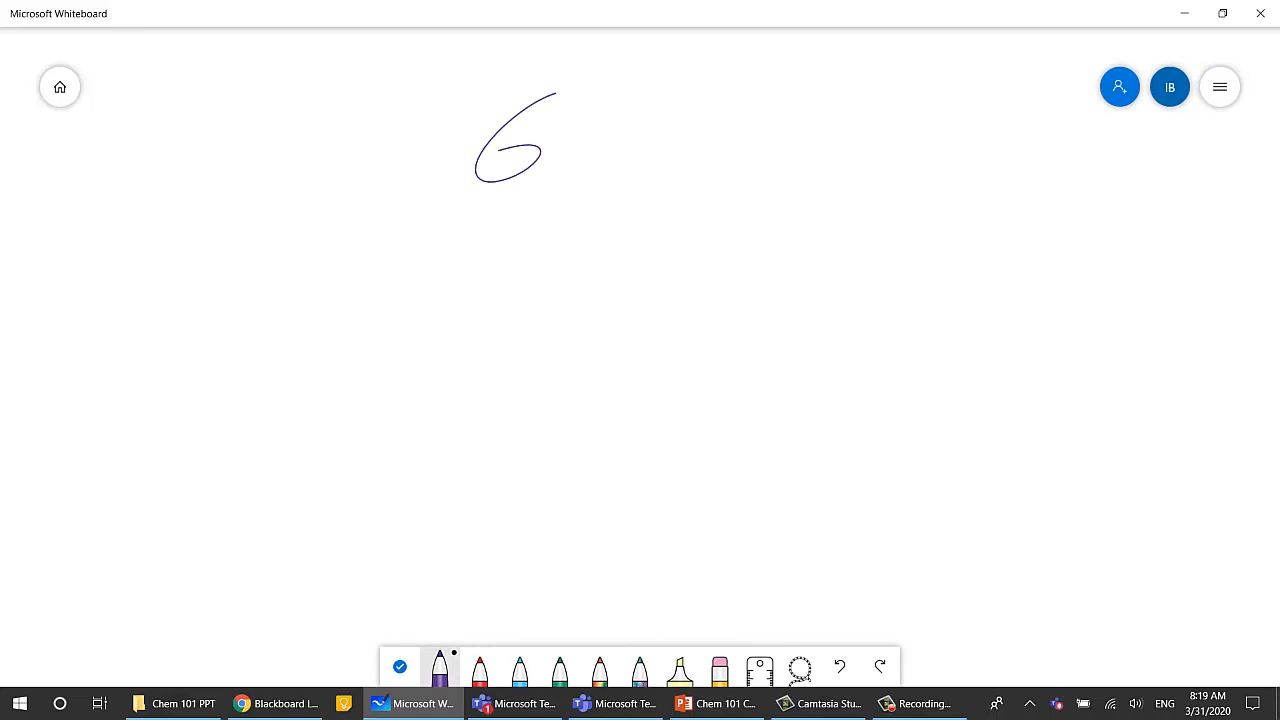 Microsoft Whiteboard
IB
6
Chem 101 PPT
Blackboard L...
Microsoft W...
Microsoft Te...
1
Microsoft Te...
Chem 101 C...
Camtasia Stu...
Recording...
ENG
8:19 AM
3/31/2020